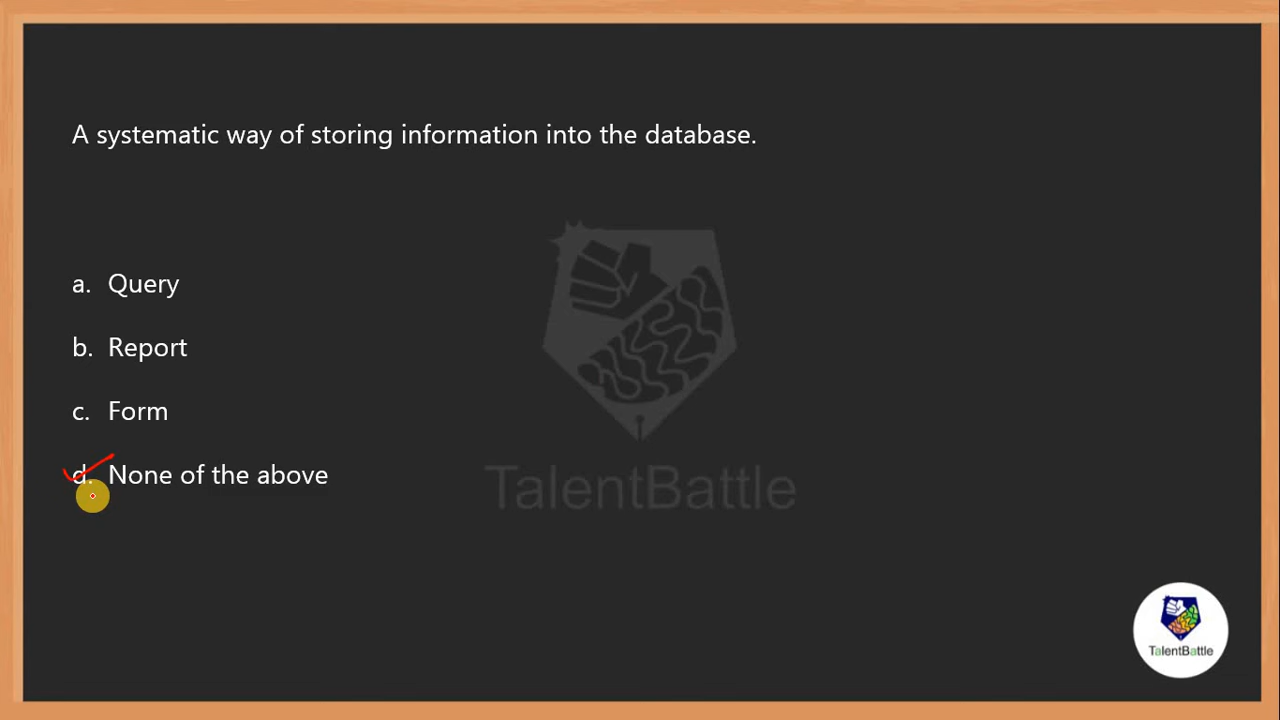 A systematic way of storing information into the database.
a. Query
b. Report
c. Form
d. None of the above
TalentBattle
TalentBattle